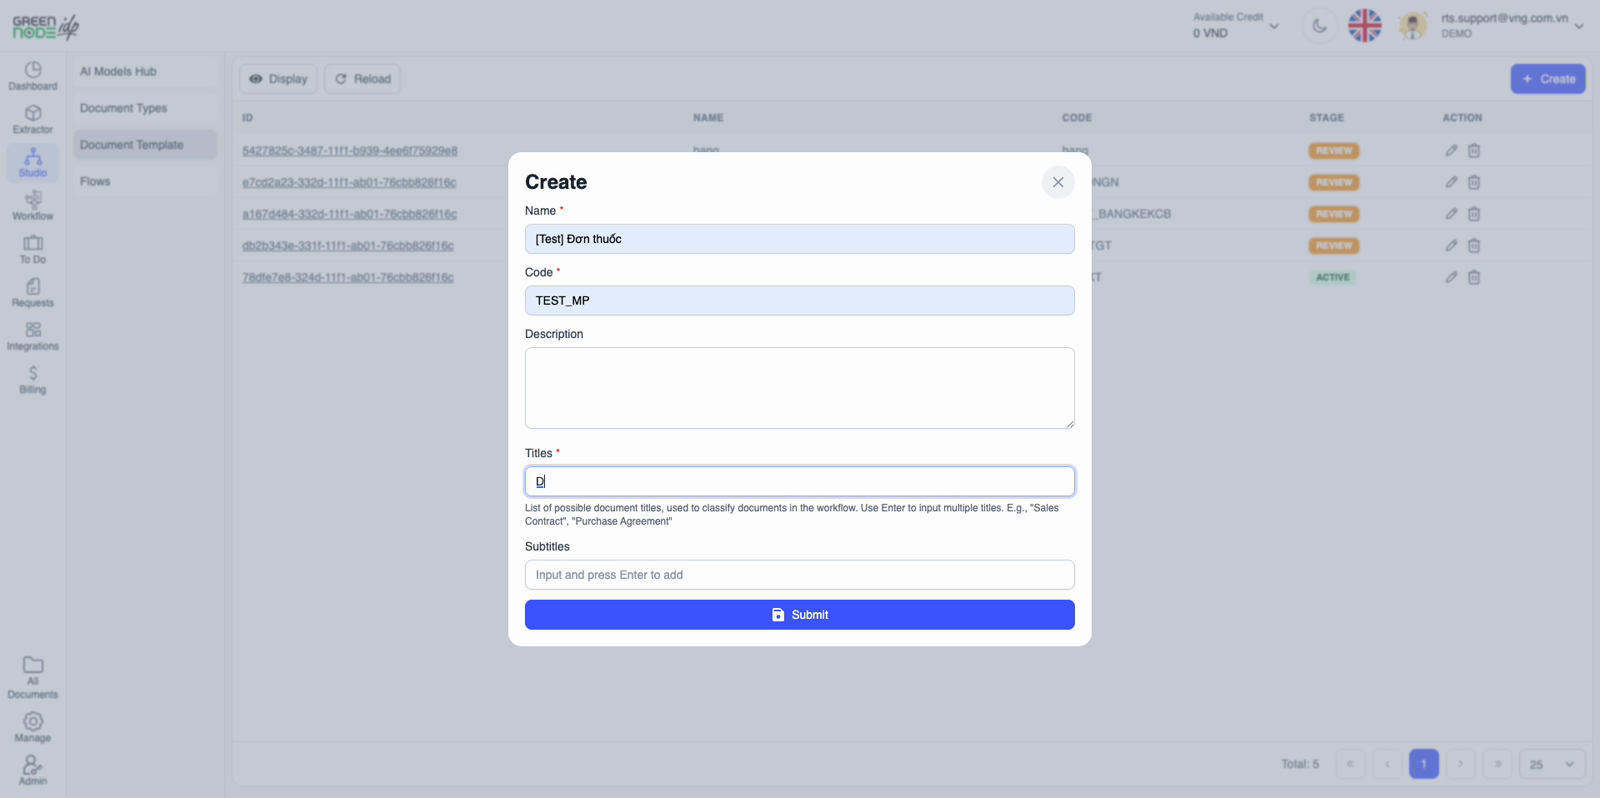 GREEN
NODE idp
Available Credit
0 VND
rts.support@vng.com.vn
DEMO
Dashboard
Extractor
Studio
Workflow
To Do
Requests
Integrations
Billing
All
Documents
Manage
Admin
AI Models Hub
Document Types
Document Template
Flows
Display
Reload
+ Create
ID NAME CODE STAGE ACTION
5427825c-3487-11f1-b939-4ee6f75929e8 bang bang REVIEW
e7cd2a23-332d-11f1-ab01-76cbb826f16c NGN REVIEW
a167d484-332d-11f1-ab01-76cbb826f16c _BANGKEKCB REVIEW
db2b343e-331f-11f1-ab01-76cbb826f16c TGT REVIEW
78dfe7e8-324d-11f1-ab01-76cbb826f16c ACTIVE
Create
Name *
[Test] Đơn thuốc
Code *
TEST_MP
Description
Titles *
D
List of possible document titles, used to classify documents in the workflow. Use Enter to input multiple titles. E.g., "Sales
Contract", "Purchase Agreement"
Subtitles
Input and press Enter to add
Submit
Total: 5 « ‹ 1 › » 25